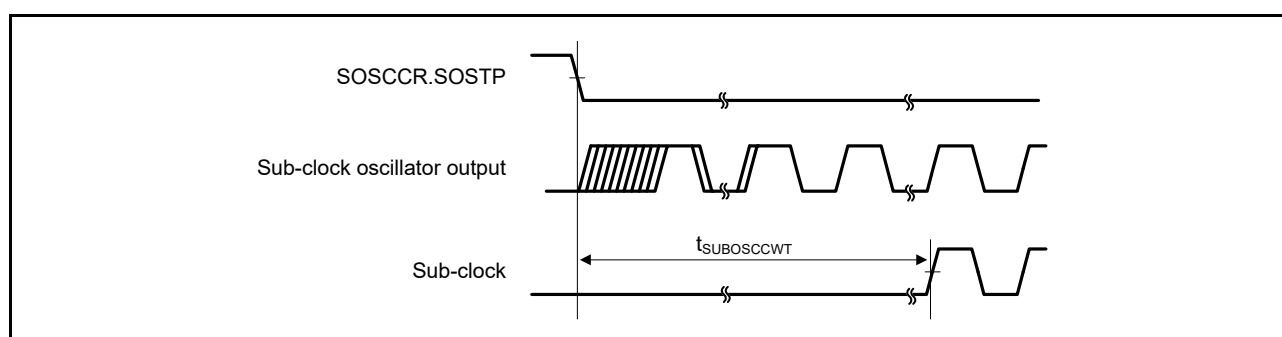 SOSCCR.SOSTP
Sub-clock oscillator output
tSUBOSCCWT
Sub-clock